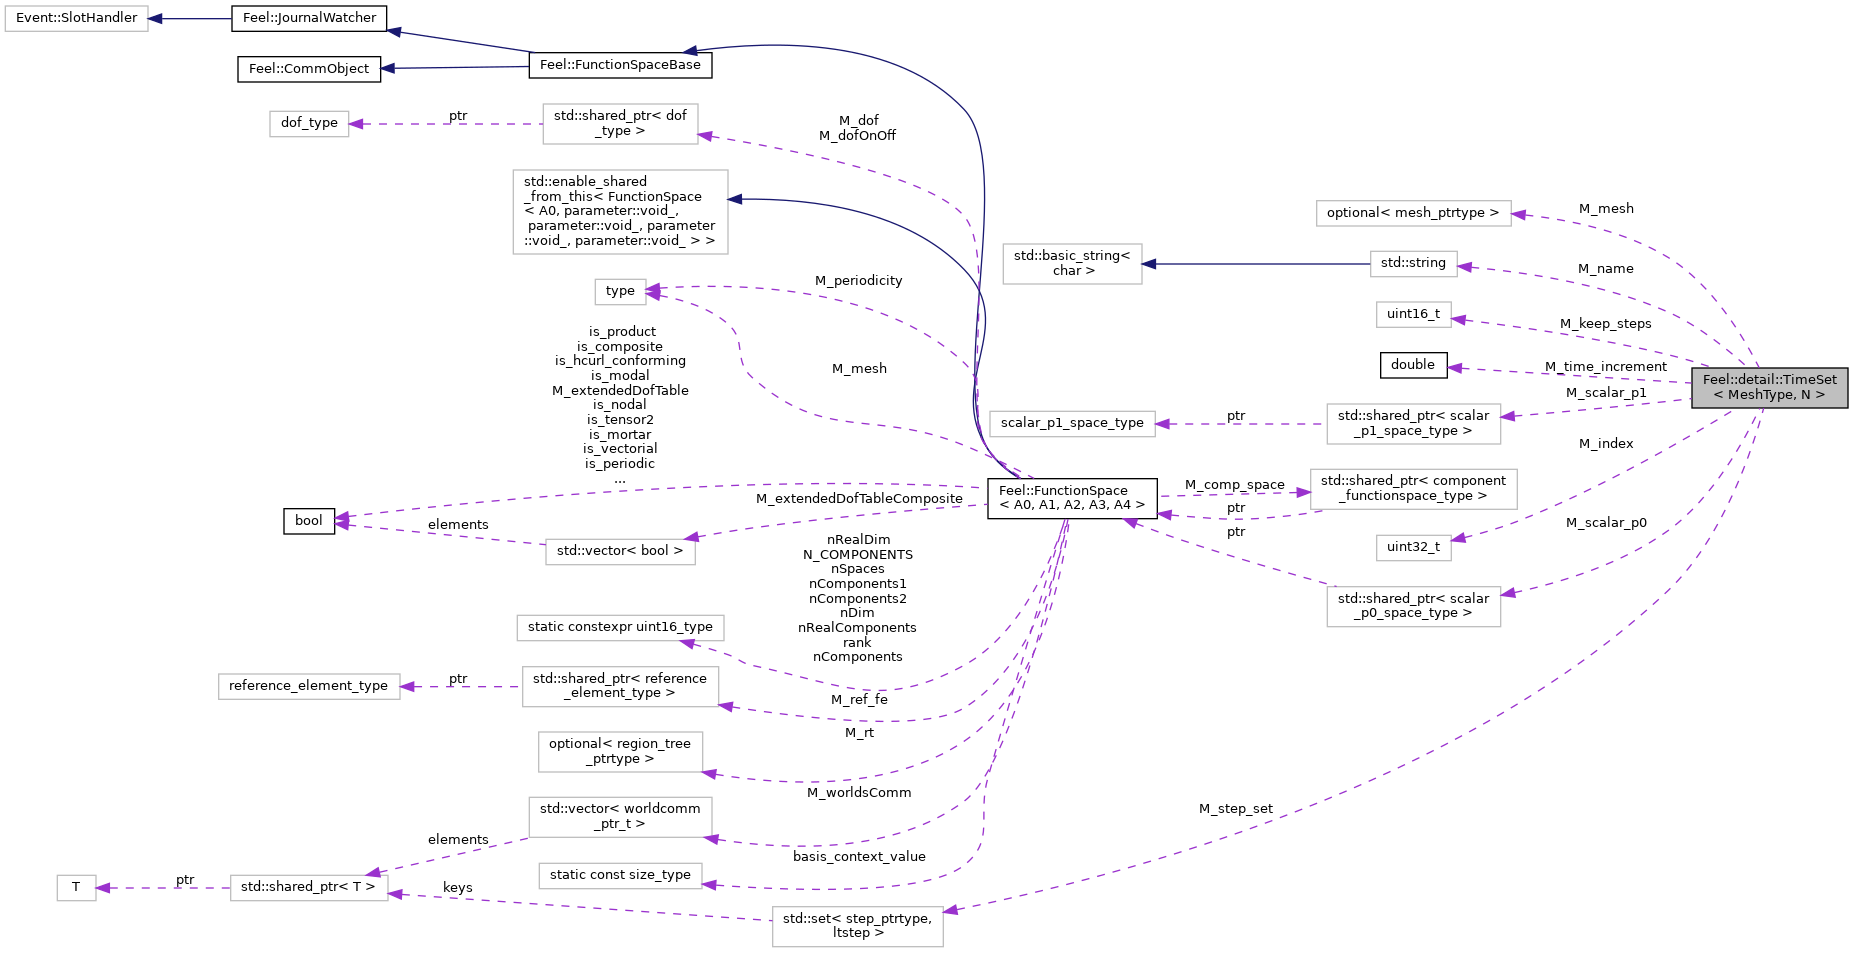 Event::SlotHandler
Feel::JournalWatcher
Feel::CommObject
Feel::FunctionSpaceBase
dof_type
ptr
std::shared_ptr< dof
_type >
M_dof
M_dofOnOff
std::enable_shared
_from_this< FunctionSpace
< A0, parameter::void_,
parameter::void_, parameter
::void_, parameter::void_ > >
type
M_periodicity
M_mesh
is_product
is_composite
is_hcurl_conforming
is_modal
M_extendedDofTable
is_nodal
is_tensor2
is_mortar
is_vectorial
is_periodic
...
bool
elements
std::vector< bool >
M_extendedDofTableComposite
nRealDim
N_COMPONENTS
nSpaces
nComponents1
nComponents2
nDim
nRealComponents
rank
nComponents
static constexpr uint16_type
reference_element_type
ptr
std::shared_ptr< reference
_element_type >
M_ref_fe
optional< region_tree
_ptrtype >
M_rt
std::vector< worldcomm
_ptr_t >
M_worldsComm
elements
static const size_type
basis_context_value
T
ptr
std::shared_ptr< T >
keys
std::set< step_ptrtype,
ltstep >
M_step_set
Feel::FunctionSpace
< A0, A1, A2, A3, A4 >
M_comp_space
ptr
ptr
std::shared_ptr< component
_functionspace_type >
scalar_p1_space_type
ptr
std::shared_ptr< scalar
_p1_space_type >
std::basic_string<
char >
std::string
optional< mesh_ptrtype >
uint16_t
double
uint32_t
std::shared_ptr< scalar
_p0_space_type >
M_mesh
M_name
M_keep_steps
M_time_increment
M_scalar_p1
M_index
M_scalar_p0
Feel::detail::TimeSet
< MeshType, N >